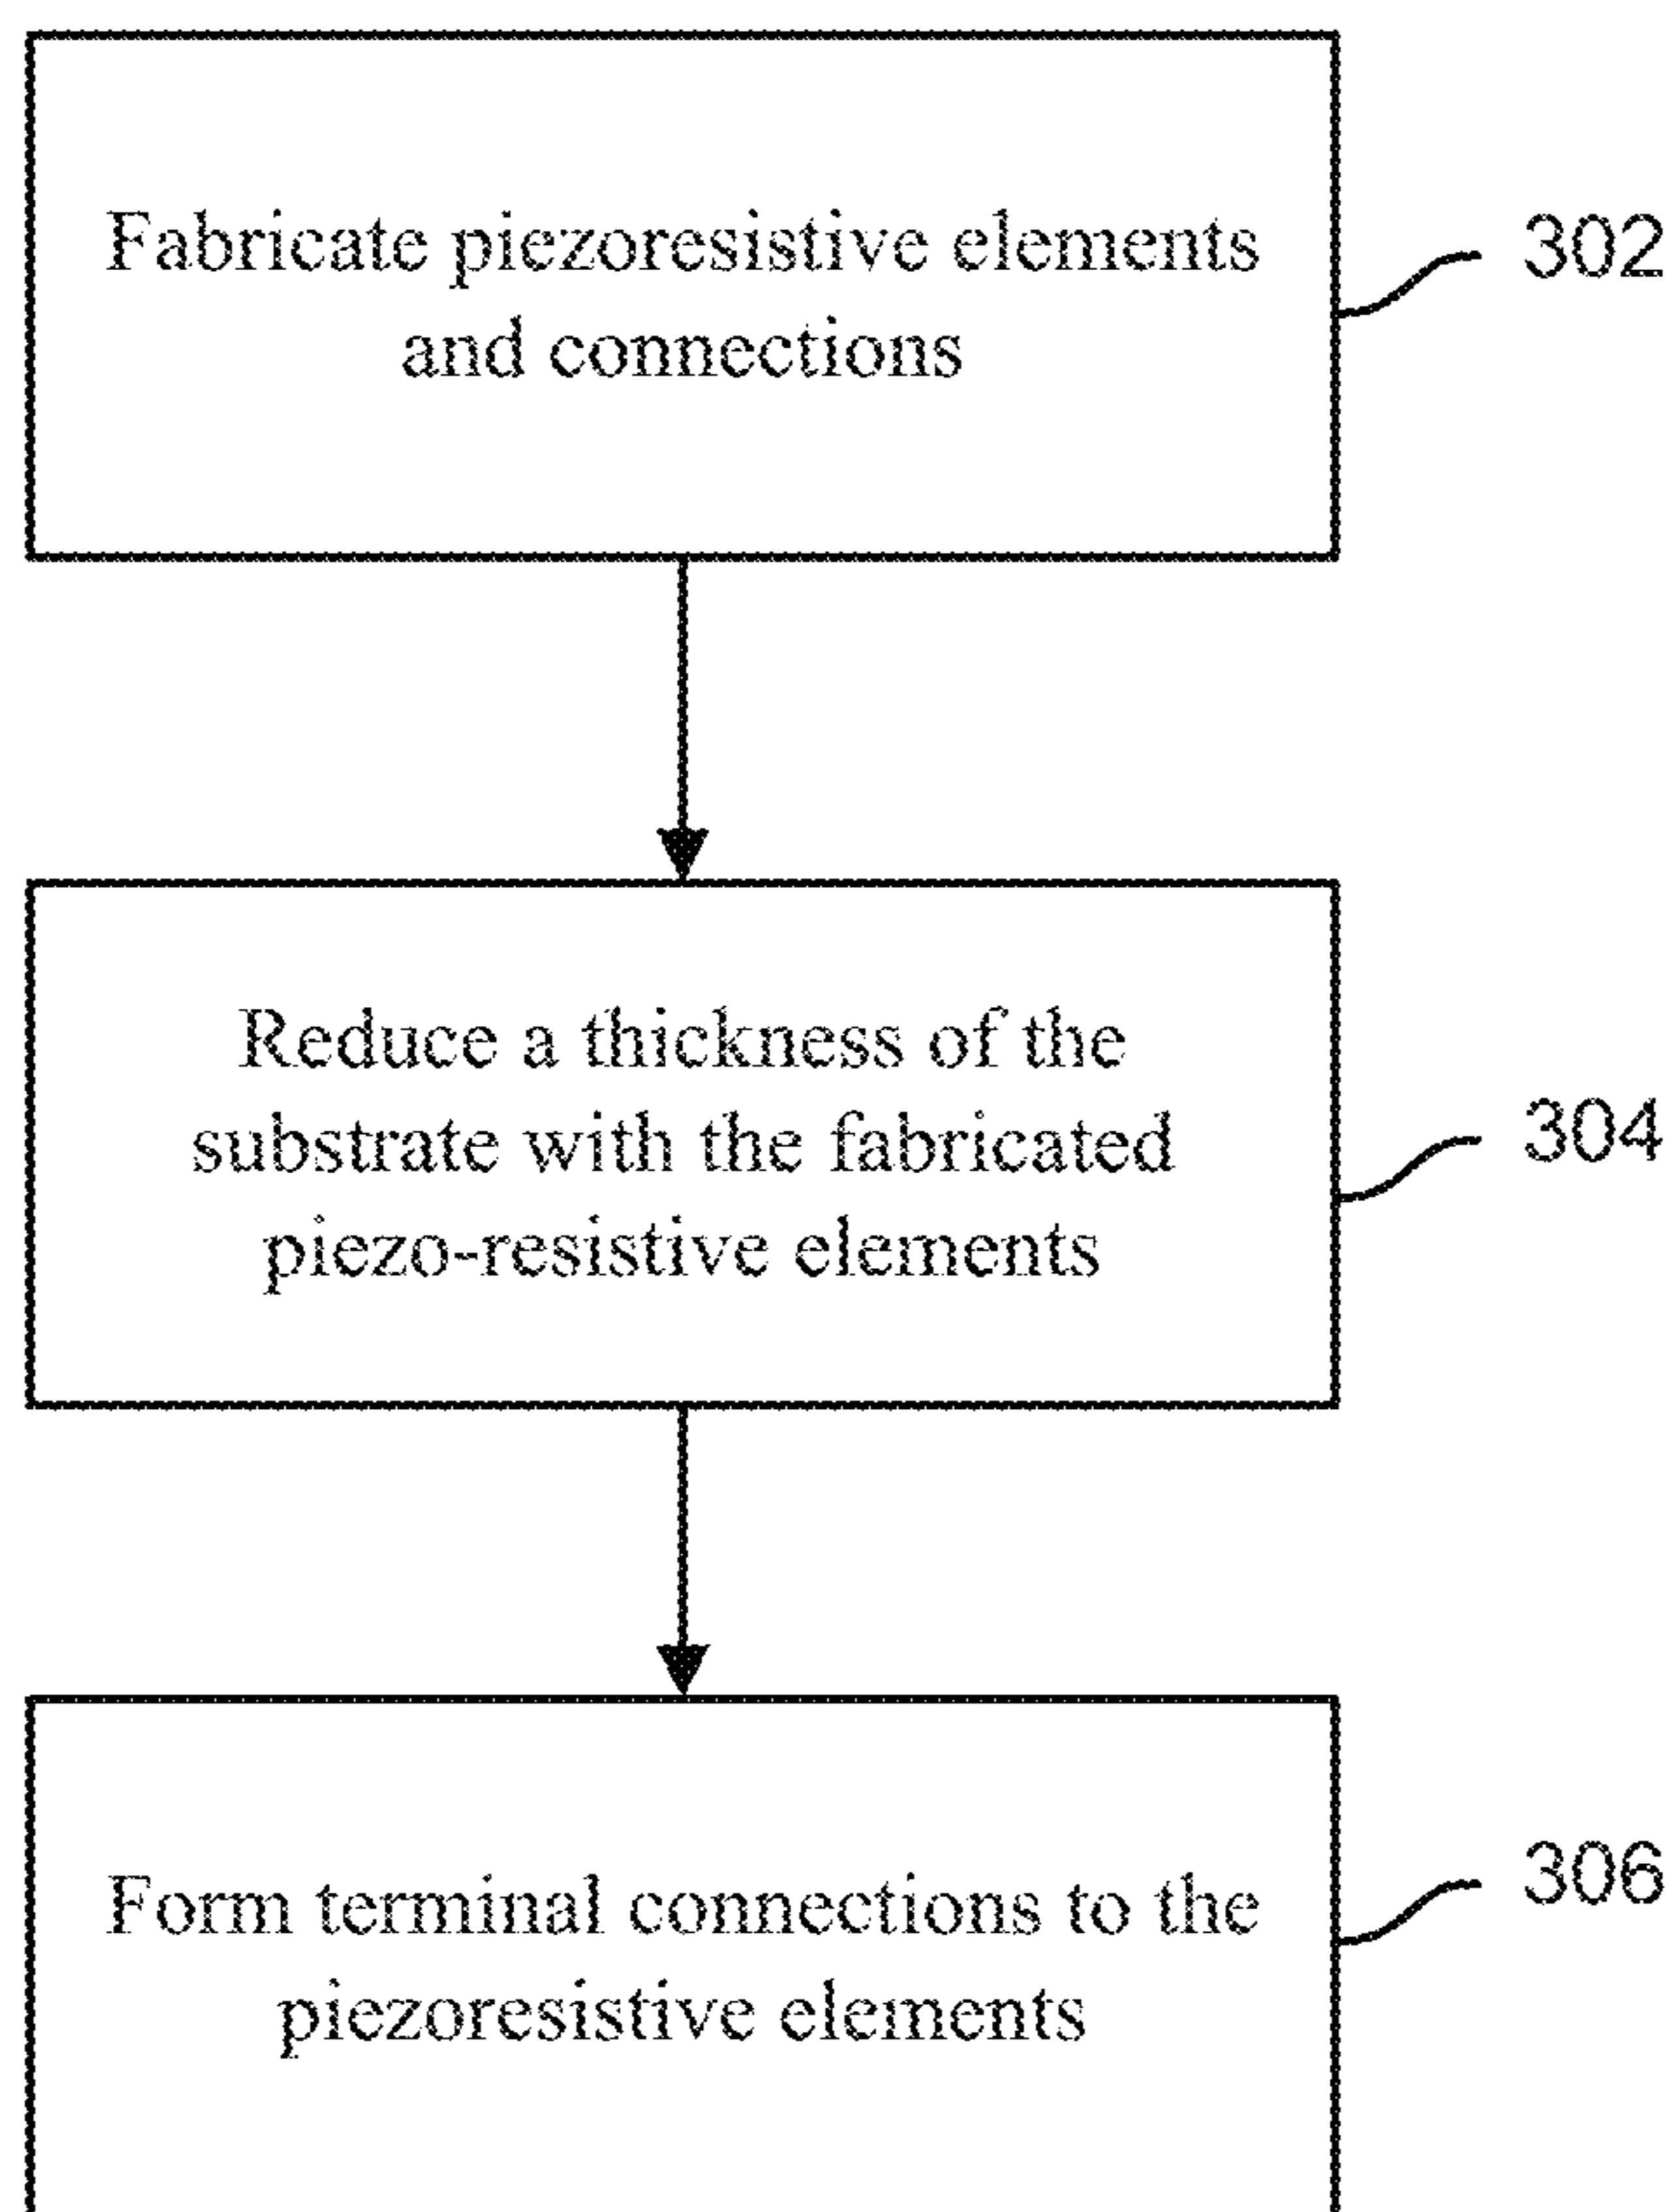 Fabricate piezoresistive elements
and connections
302
Reduce a thickness of the
substrate with the fabricated
piezo-resistive elements
304
Form terminal connections to the
piezoresistive elements
306